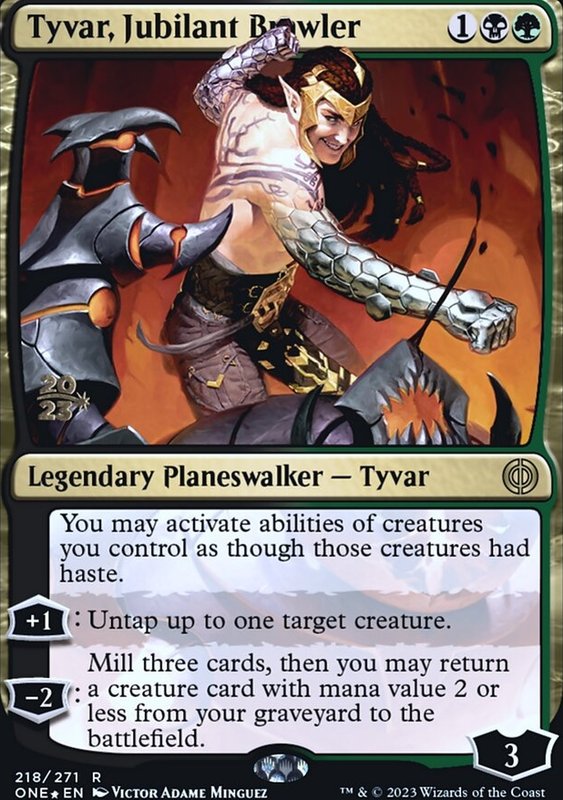 Tyvar, Jubilant Brawler 1
20
23
Legendary Planeswalker — Tyvar
You may activate abilities of creatures
you control as though those creatures had
haste.
+1: Untap up to one target creature.
Mill three cards, then you may return
−2: a creature card with mana value 2 or
less from your graveyard to the
battlefield.
3
218/271 R
ONE★EN Victor Adame Minguez
™ & © 2023 Wizards of the Coast